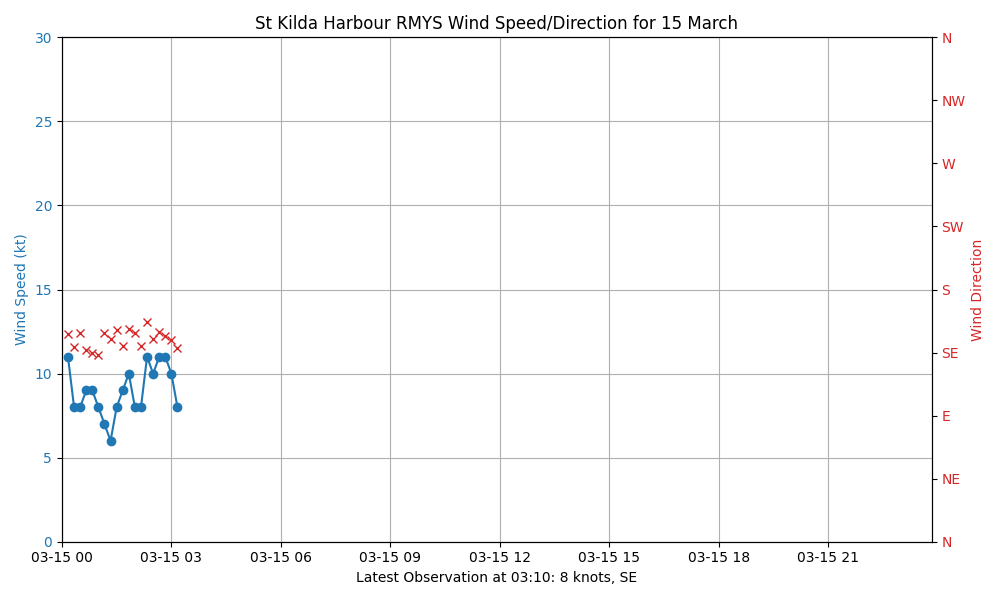 St Kilda Harbour RMYS Wind Speed/Direction for 15 March
30
25
20
15
10
5
0
Wind Speed (kt)
N
NW
W
SW
S
SE
E
NE
N
Wind Direction
03-15 00
03-15 03
03-15 06
03-15 09
03-15 12
03-15 15
03-15 18
03-15 21
Latest Observation at 03:10: 8 knots, SE